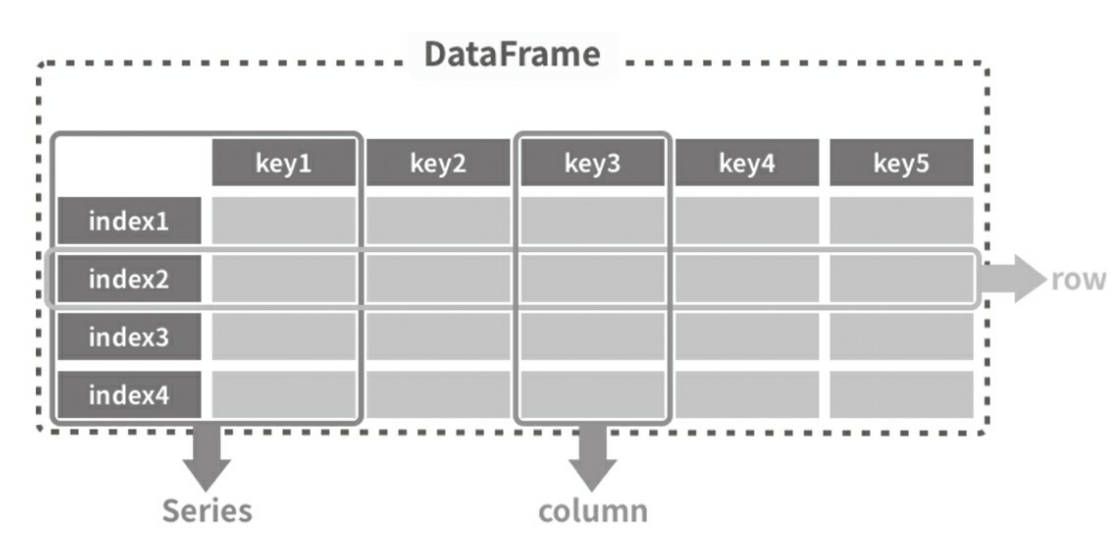 DataFrame
key1 key2 key3 key4 key5
index1
index2
row
index3
index4
Series column